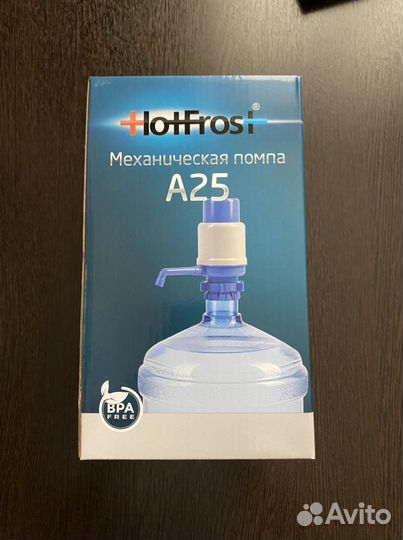 HotFrost®
Механическая помпа
A25
BPA
FREE
Avito